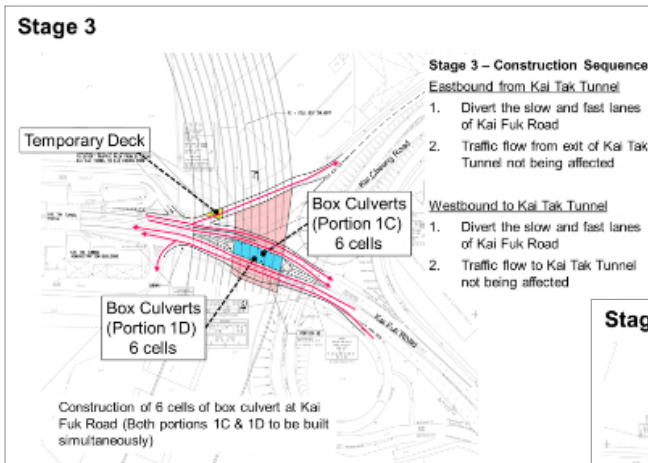 Stage 3
Stage 3 – Construction Sequence
Eastbound from Kai Tak Tunnel
1. Divert the slow and fast lanes
of Kai Fuk Road
2. Traffic flow from exit of Kai Tak
Tunnel not being affected
Westbound to Kai Tak Tunnel
1. Divert the slow and fast lanes
of Kai Fuk Road
2. Traffic flow to Kai Tak Tunnel
not being affected
Temporary Deck
Kai Cheung Road
Box Culverts
(Portion 1C)
6 cells
Box Culverts
(Portion 1D)
6 cells
Kai Fuk Road
Construction of 6 cells of box culvert at Kai
Fuk Road (Both portions 1C & 1D to be built
simultaneously)
Stag